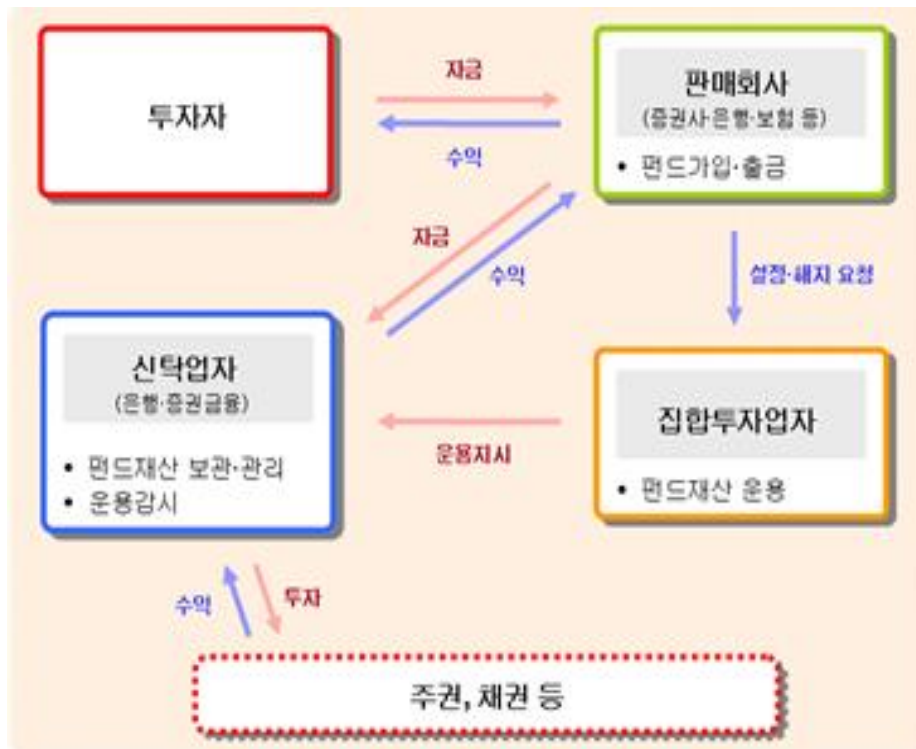 투자자
자금
수익
판매회사
(증권사·은행·보험 등)
• 펀드가입·출금
자금
수익
설정·해지 요청
신탁업자
(은행·증권금융)
• 펀드재산 보관·관리
• 운용감시
운용지시
집합투자업자
• 펀드재산 운용
수익
투자
주권, 채권 등